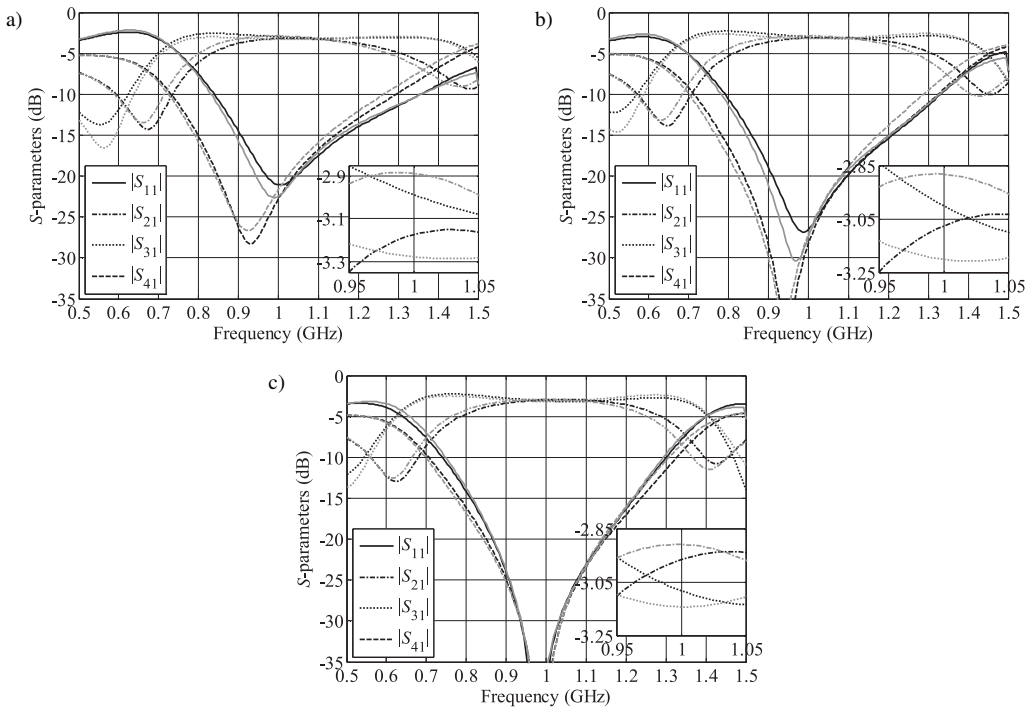 a)
S-parameters (dB)
0
-5
-10
-15
-20
-25
-30
-35
|S11|
|S21|
|S31|
|S41|
-2.9
-3.1
-3.3
0.95 1 1.05
0.5 0.6 0.7 0.8 0.9 1 1.1 1.2 1.3 1.4 1.5
Frequency (GHz)
b)
S-parameters (dB)
0
-5
-10
-15
-20
-25
-30
-35
|S11|
|S21|
|S31|
|S41|
-2.85
-3.05
-3.25
0.95 1 1.05
0.5 0.6 0.7 0.8 0.9 1 1.1 1.2 1.3 1.4 1.5
Frequency (GHz)
c)
S-parameters (dB)
0
-5
-10
-15
-20
-25
-30
-35
|S11|
|S21|
|S31|
|S41|
-2.85
-3.05
-3.25
0.95 1 1.05
0.5 0.6 0.7 0.8 0.9 1 1.1 1.2 1.3 1.4 1.5
Frequency (GHz)